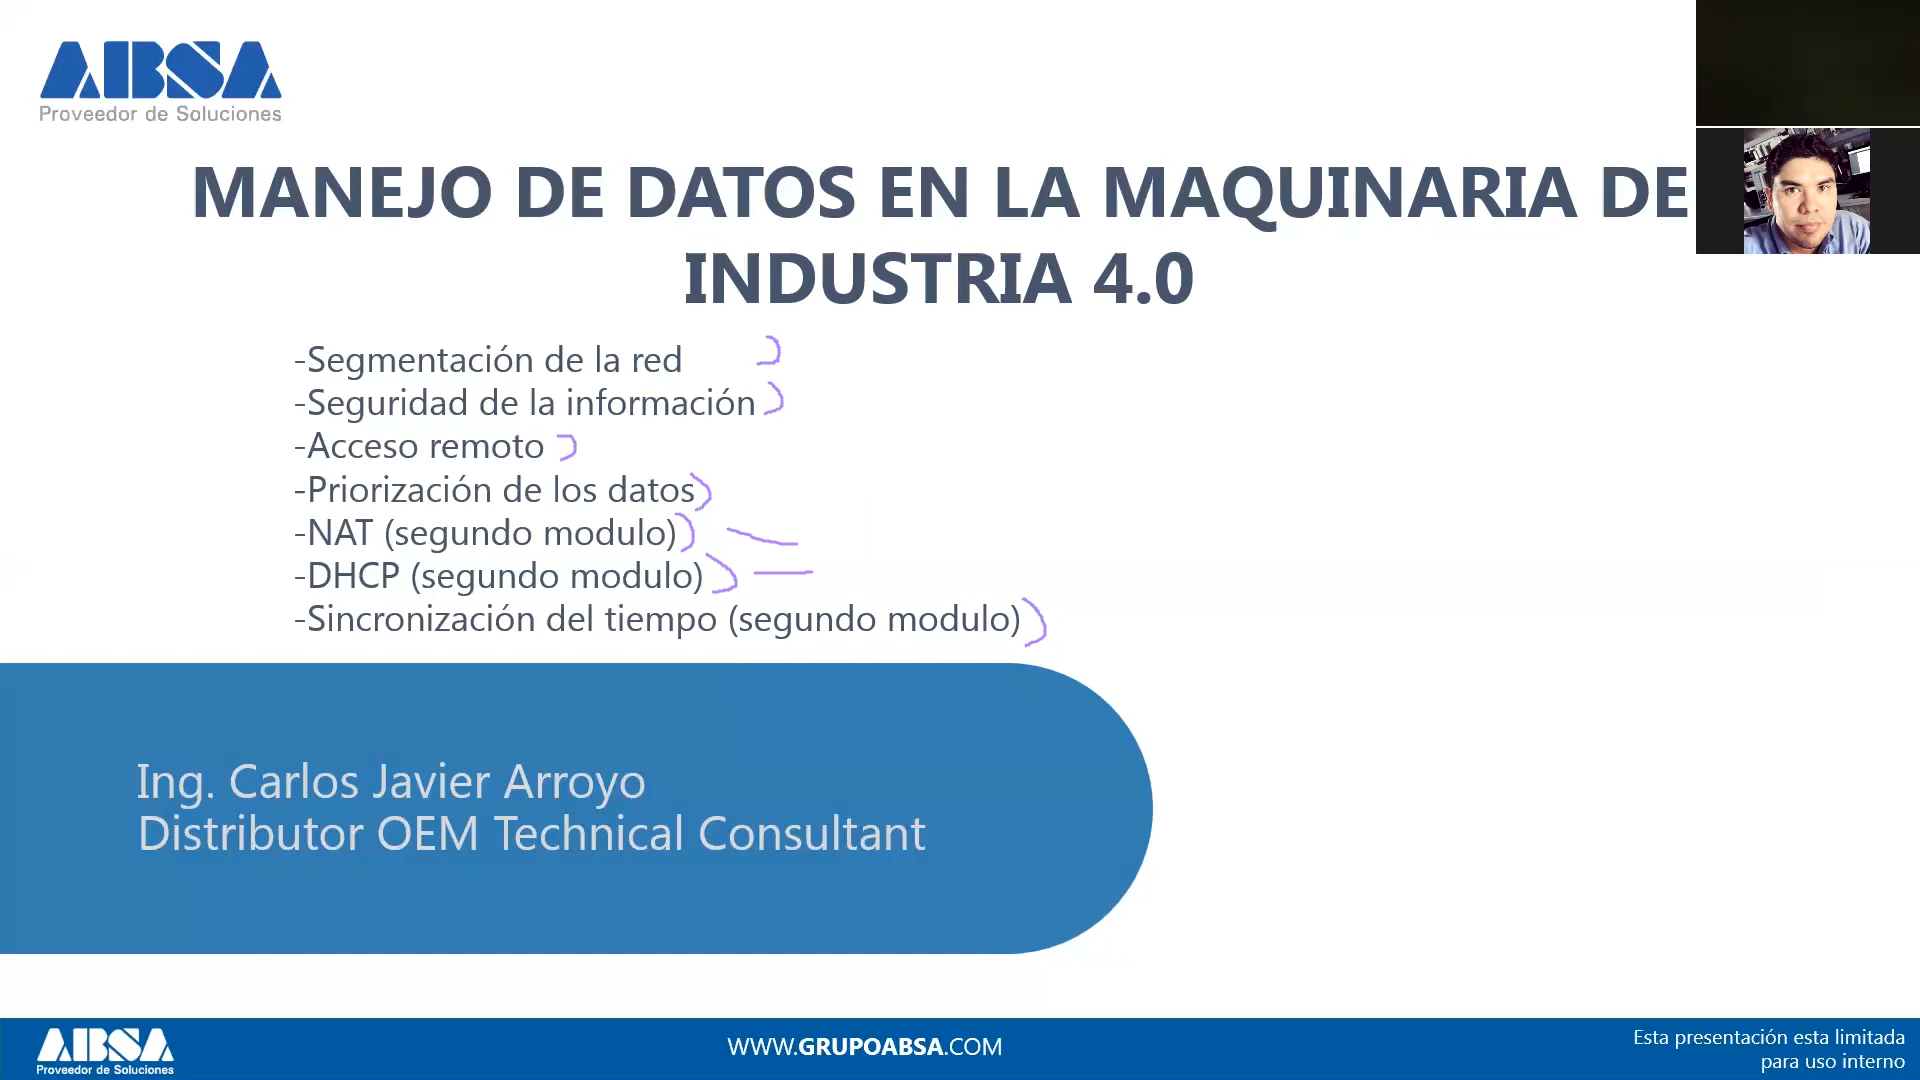 ABSA
Proveedor de Soluciones
MANEJO DE DATOS EN LA MAQUINARIA DE
INDUSTRIA 4.0
-Segmentación de la red
-Seguridad de la información
-Acceso remoto
-Priorización de los datos
-NAT (segundo modulo)
-DHCP (segundo modulo)
-Sincronización del tiempo (segundo modulo)
Ing. Carlos Javier Arroyo
Distributor OEM Technical Consultant
ABSA
Proveedor de Soluciones
WWW.GRUPOABSA.COM
Esta presentación esta limitada
para uso interno